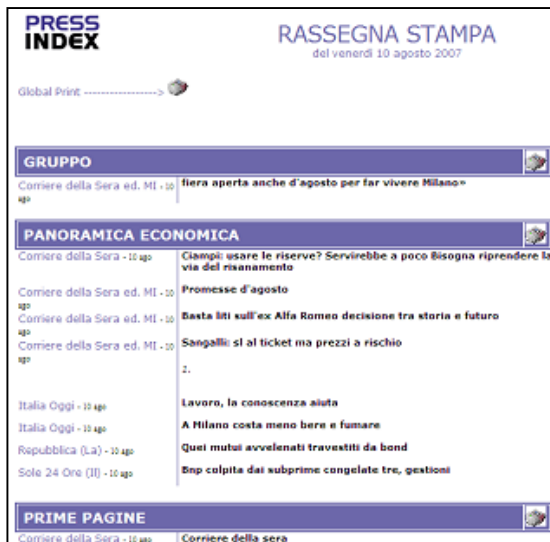 PRESS
INDEX
RASSEGNA STAMPA
del venerdì 10 agosto 2007
Global Print ----------------->
GRUPPO
Corriere della Sera ed. MI - 10 ago
fiera aperta anche d'agosto per far vivere Milano»
PANORAMICA ECONOMICA
Corriere della Sera - 10 ago
Ciampi: usare le riserve? Servirebbe a poco Bisogna riprendere la
via del risanamento
Corriere della Sera ed. MI - 10 ago
Promesse d'agosto
Corriere della Sera ed. MI - 10 ago
Basta liti sull'ex Alfa Romeo decisione tra storia e futuro
Corriere della Sera ed. MI - 10 ago
Sangalli: sì al ticket ma prezzi a rischio
2.
Italia Oggi - 10 ago
Lavoro, la conoscenza aiuta
Italia Oggi - 10 ago
A Milano costa meno bere e fumare
Repubblica (La) - 10 ago
Quei mutui avvelenati travestiti da bond
Sole 24 Ore (Il) - 10 ago
Bnp colpita dai subprime congelate tre, gestioni
PRIME PAGINE
Corriere della Sera - 10 ago
Corriere della sera